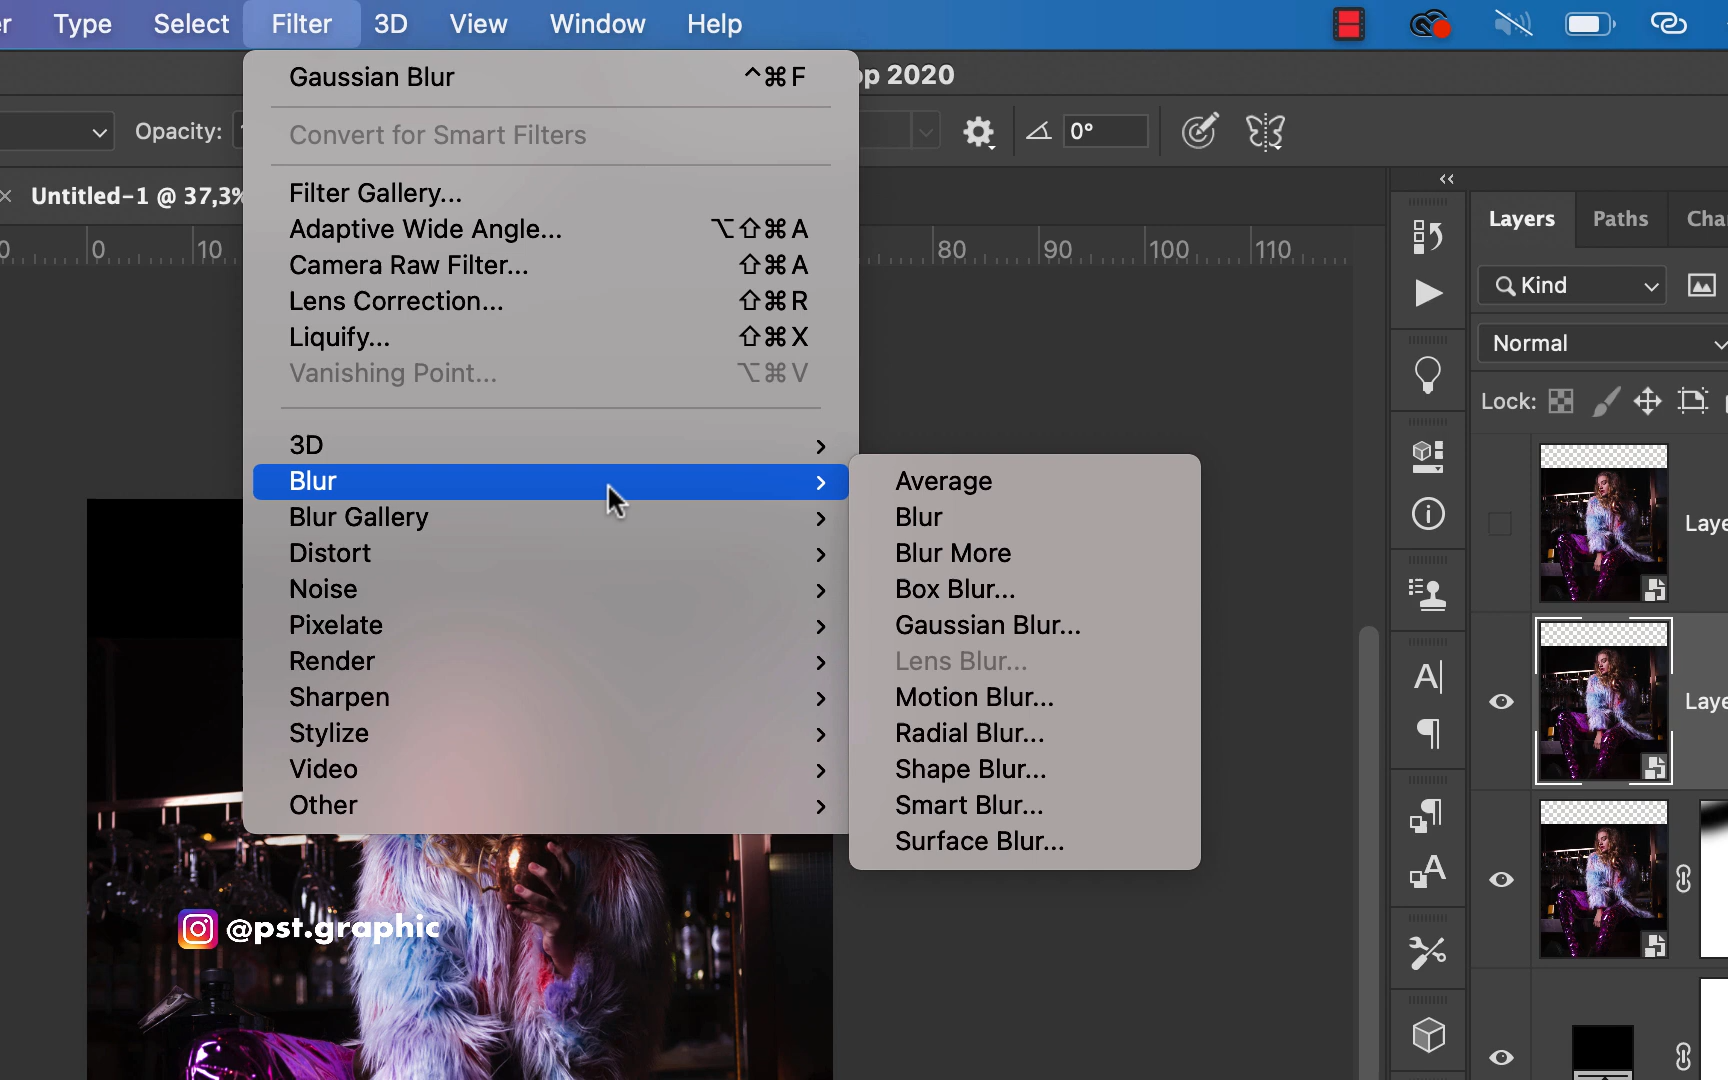 Type Select Filter 3D View Window Help
Gaussian Blur ^⌘F
Convert for Smart Filters
Filter Gallery...
Adaptive Wide Angle... ⌥⇧⌘A
Camera Raw Filter... ⇧⌘A
Lens Correction... ⇧⌘R
Liquify... ⇧⌘X
Vanishing Point... ⌥⌘V
3D
Blur
Blur Gallery
Distort
Noise
Pixelate
Render
Sharpen
Stylize
Video
Other
Average
Blur
Blur More
Box Blur...
Gaussian Blur...
Lens Blur...
Motion Blur...
Radial Blur...
Shape Blur...
Smart Blur...
Surface Blur...
op 2020
Opacity:
0°
Untitled-1 @ 37,3%
0 10 80 90 100 110
Layers Paths Cha
Kind
Normal
Lock:
Laye
Laye
@pst.graphic